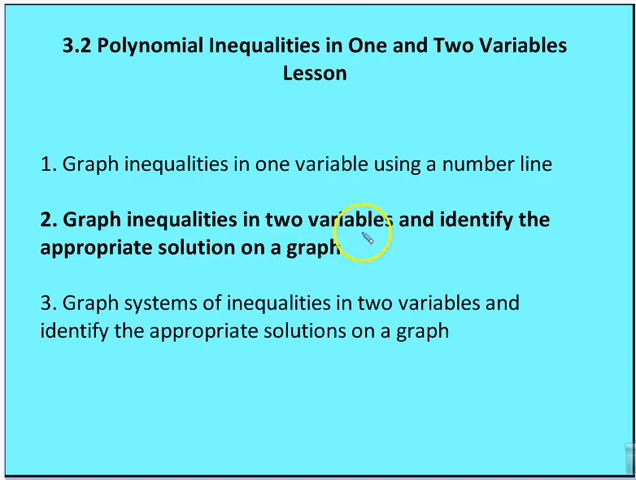 3.2 Polynomial Inequalities in One and Two Variables
Lesson
1. Graph inequalities in one variable using a number line
2. Graph inequalities in two variables and identify the
appropriate solution on a graph
3. Graph systems of inequalities in two variables and
identify the appropriate solutions on a graph